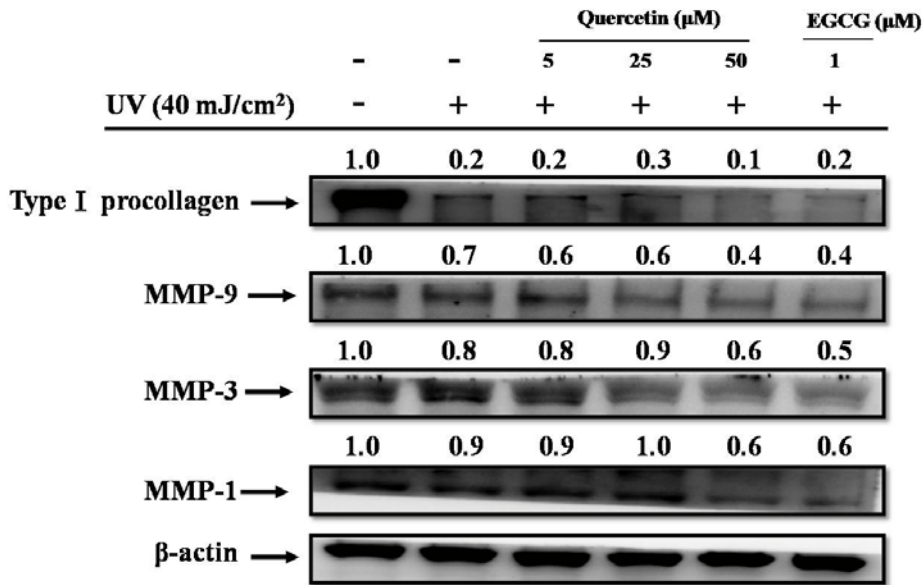 Quercetin (μM) EGCG (μM)
- - 5 25 50 1
UV (40 mJ/cm²) - + + + + +
1.0 0.2 0.2 0.3 0.1 0.2
Type Ⅰ procollagen
1.0 0.7 0.6 0.6 0.4 0.4
MMP-9
1.0 0.8 0.8 0.9 0.6 0.5
MMP-3
1.0 0.9 0.9 1.0 0.6 0.6
MMP-1
β-actin